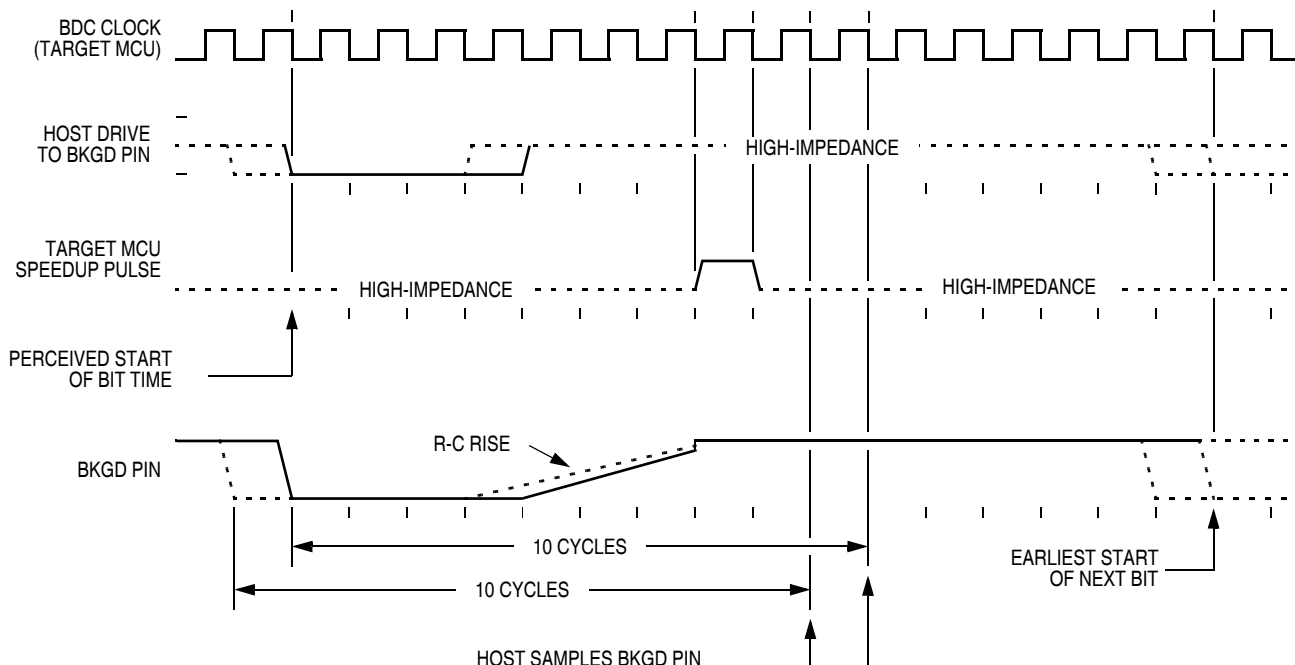 BDC CLOCK
(TARGET MCU)
HOST DRIVE
TO BKGD PIN
HIGH-IMPEDANCE
TARGET MCU
SPEEDUP PULSE
HIGH-IMPEDANCE
HIGH-IMPEDANCE
PERCEIVED START
OF BIT TIME
R-C RISE
BKGD PIN
10 CYCLES
EARLIEST START
OF NEXT BIT
10 CYCLES
HOST SAMPLES BKGD PIN